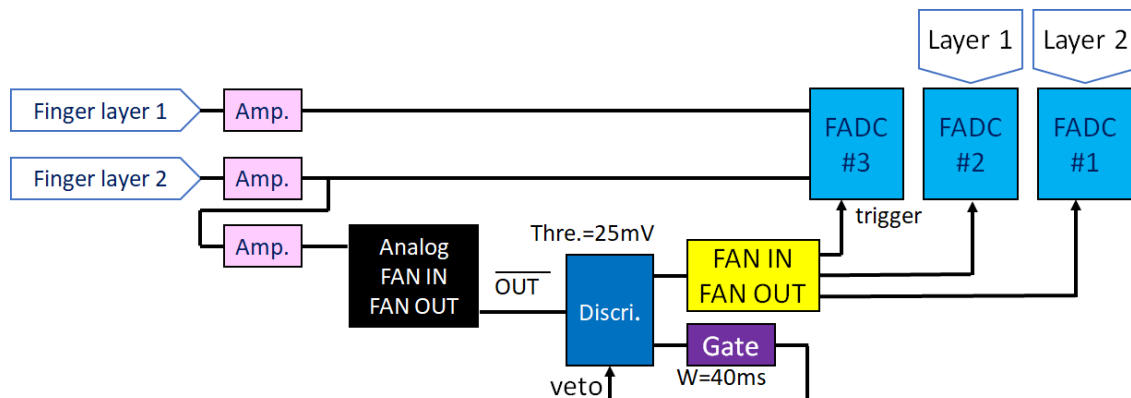 Layer 1
Layer 2
Finger layer 1
Amp.
FADC
#3
FADC
#2
FADC
#1
Finger layer 2
Amp.
trigger
Amp.
Analog
FAN IN
FAN OUT
Thre.=25mV
OUT
Discri.
FAN IN
FAN OUT
Gate
W=40ms
veto